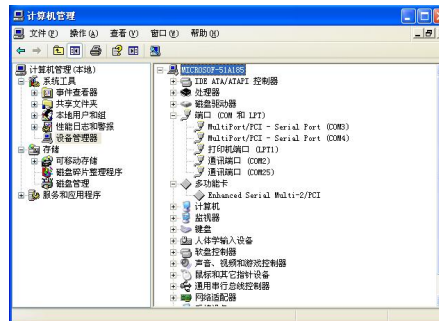 计算机管理
文件(F) 操作(A) 查看(V) 窗口(W) 帮助(H)
计算机管理(本地)
系统工具
事件查看器
共享文件夹
本地用户和组
性能日志和警报
设备管理器
存储
可移动存储
磁盘碎片整理程序
磁盘管理
服务和应用程序
MICROSOF-51A185
IDE ATA/ATAPI 控制器
处理器
磁盘驱动器
端口 (COM 和 LPT)
MultiPort/PCI - Serial Port (COM3)
MultiPort/PCI - Serial Port (COM4)
打印机端口 (LPT1)
通讯端口 (COM2)
通讯端口 (COM25)
多功能卡
Enhanced Serial Multi-2/PCI
计算机
监视器
键盘
人体学输入设备
软盘控制器
声音、视频和游戏控制器
鼠标和其它指针设备
通用串行总线控制器
网络适配器